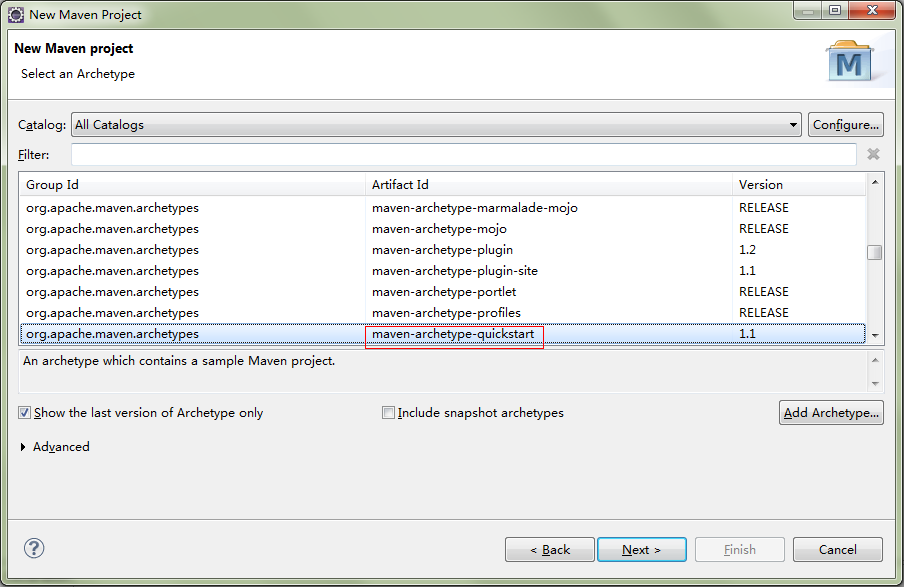 New Maven Project
New Maven project
Select an Archetype
M
Catalog: All Catalogs Configure...
Filter:
Group Id Artifact Id Version
org.apache.maven.archetypes maven-archetype-marmalade-mojo RELEASE
org.apache.maven.archetypes maven-archetype-mojo RELEASE
org.apache.maven.archetypes maven-archetype-plugin 1.2
org.apache.maven.archetypes maven-archetype-plugin-site 1.1
org.apache.maven.archetypes maven-archetype-portlet RELEASE
org.apache.maven.archetypes maven-archetype-profiles RELEASE
org.apache.maven.archetypes maven-archetype-quickstart 1.1
An archetype which contains a sample Maven project.
Show the last version of Archetype only Include snapshot archetypes Add Archetype...
Advanced
? < Back Next > Finish Cancel